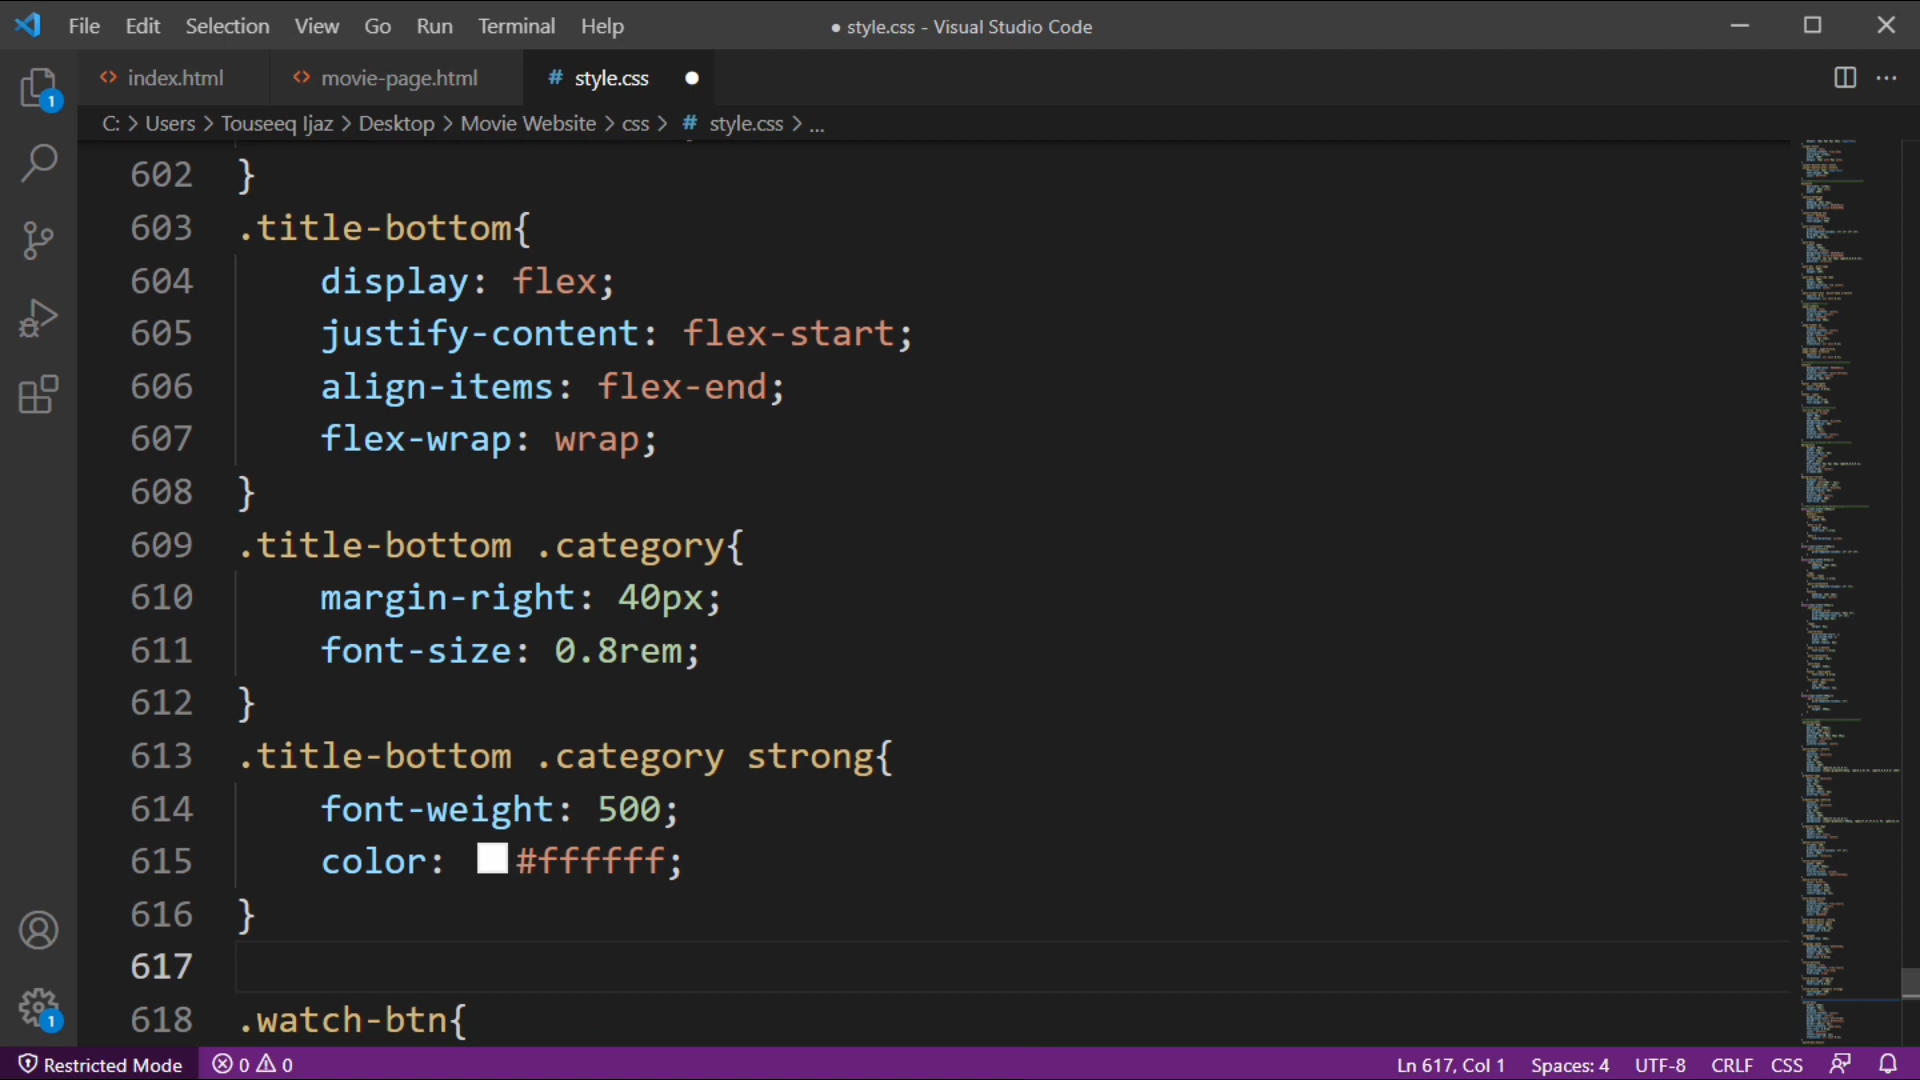 File Edit Selection View Go Run Terminal Help ● style.css - Visual Studio Code
<> index.html <> movie-page.html # style.css ●
C: > Users > Touseeq Ijaz > Desktop > Movie Website > css > # style.css > ...
602 }
603 .title-bottom{
604 display: flex;
605 justify-content: flex-start;
606 align-items: flex-end;
607 flex-wrap: wrap;
608 }
609 .title-bottom .category{
610 margin-right: 40px;
611 font-size: 0.8rem;
612 }
613 .title-bottom .category strong{
614 font-weight: 500;
615 color: #ffffff;
616 }
617
618 .watch-btn{
1
1
Restricted Mode 0 0 Ln 617, Col 1 Spaces: 4 UTF-8 CRLF CSS